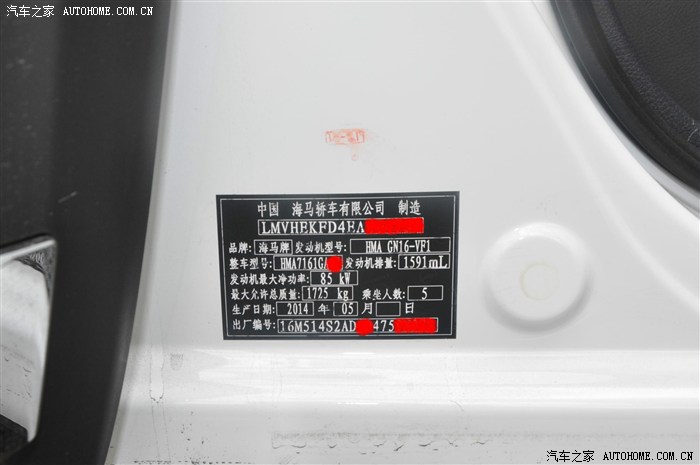 汽车之家 AUTOHOME.COM.CN
中国 海马轿车有限公司 制造
LMVHEKFD4EA
品牌: 海马牌 发动机型号: HMA GN16-VF1
整车型号: HMA7161GA 发动机排量: 1591mL
发动机最大净功率: 85 kW
最大允许总质量: 1725 kg 乘坐人数: 5
生产日期: 2014 年 05 月 日
出厂编号: 16M514S2AD 475
汽车之家 AUTOHOME.COM.CN